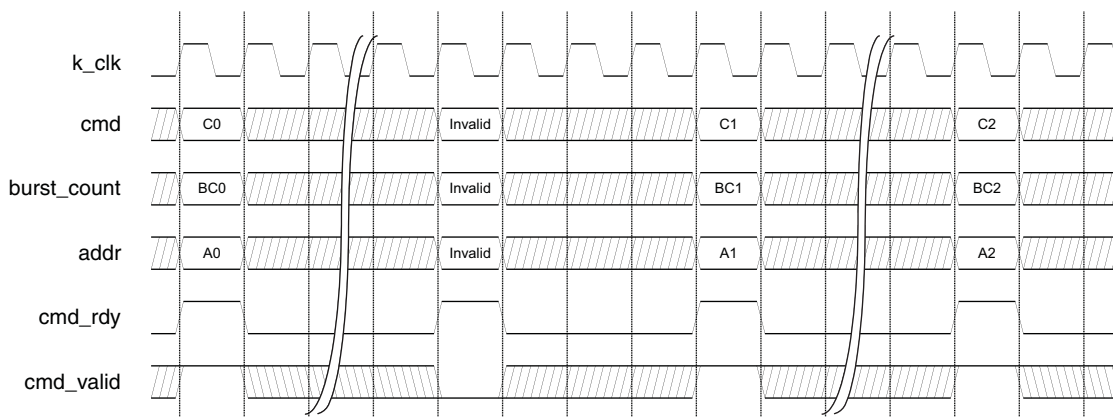 k_clk
cmd C0 Invalid C1 C2
burst_count BC0 Invalid BC1 BC2
addr A0 Invalid A1 A2
cmd_rdy
cmd_valid